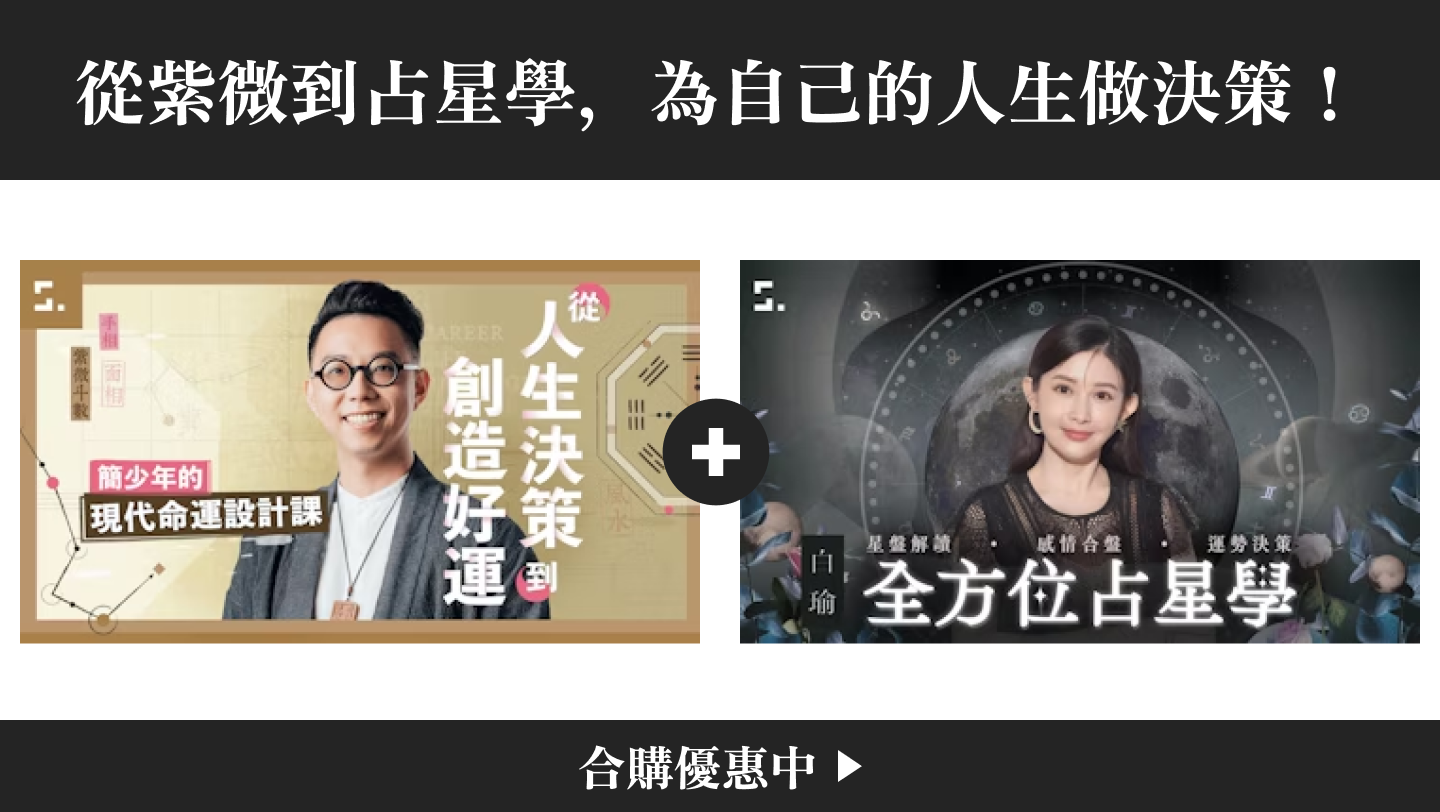 從紫微到占星學，為自己的人生做決策！
S.
手相
面相
紫微斗數
CAREER
簡少年的
現代命運設計課
從
人生決策
到
創造好運
風水
S.
白瑜
星盤解讀・感情合盤・運勢決策
全方位占星學
合購優惠中 ▶